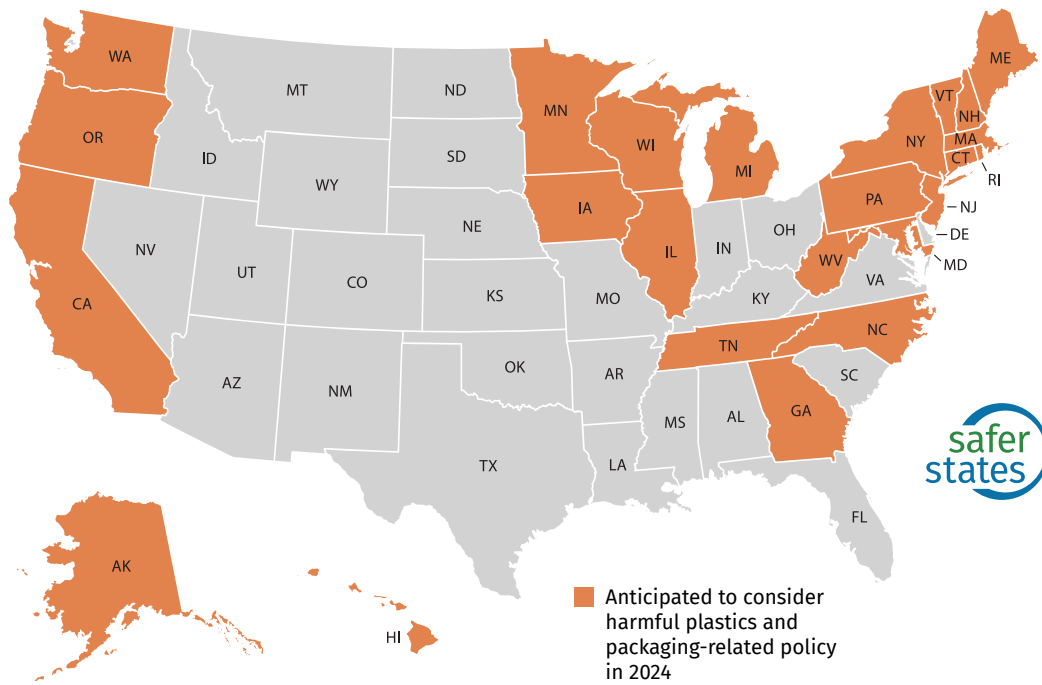 WA
OR
CA
ID
NV
MT
WY
UT
AZ
CO
NM
ND
SD
NE
KS
OK
TX
MN
IA
MO
AR
LA
WI
IL
MI
IN
OH
KY
TN
MS
AL
GA
FL
SC
NC
VA
WV
PA
NY
VT
NH
ME
MA
CT
RI
NJ
DE
MD
AK
HI
safer
states
Anticipated to consider
harmful plastics and
packaging-related policy
in 2024